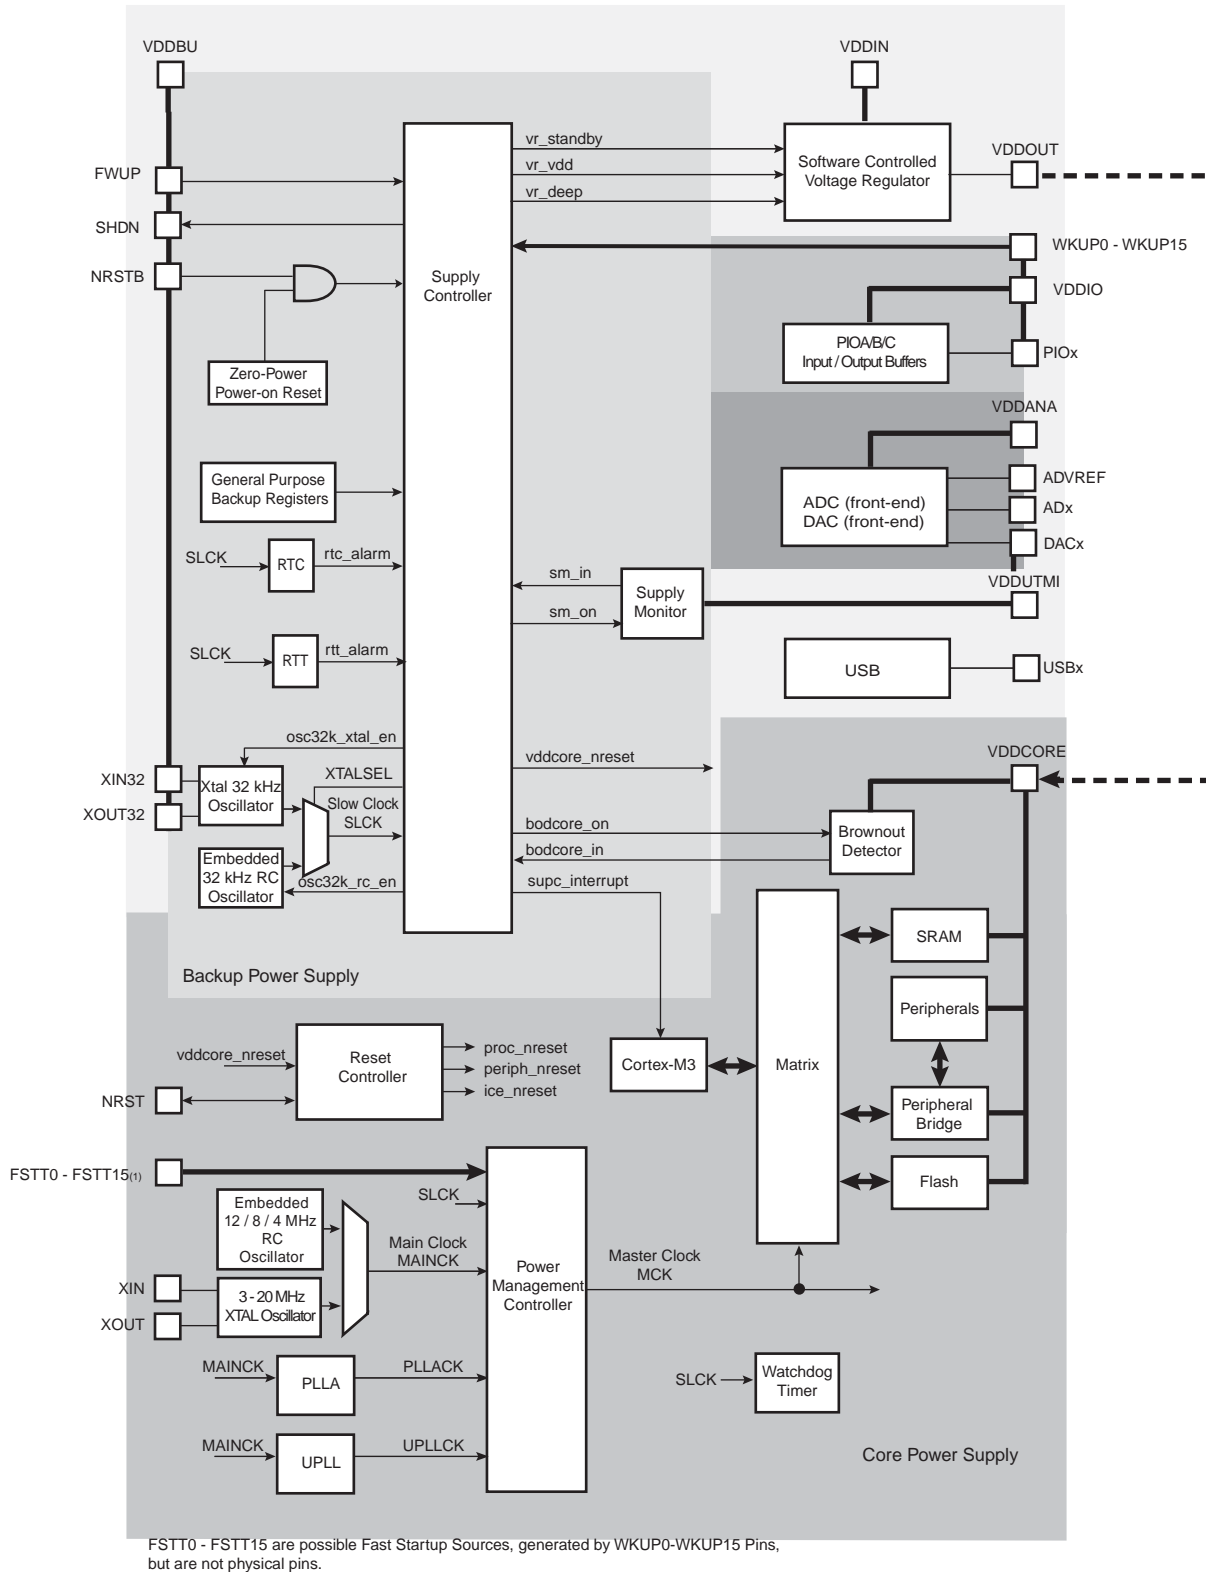 VDDBU
VDDIN
FWUP
SHDN
NRSTB
Supply
Controller
vr_standby
vr_vdd
vr_deep
Software Controlled
Voltage Regulator
VDDOUT
WKUP0 - WKUP15
VDDIO
PIOA/B/C
Input / Output Buffers
PIOx
Zero-Power
Power-on Reset
VDDANA
ADC (front-end)
DAC (front-end)
ADVREF
ADx
DACx
General Purpose
Backup Registers
SLCK
RTC
rtc_alarm
sm_in
sm_on
Supply
Monitor
VDDUTMI
SLCK
RTT
rtt_alarm
USB
USBx
osc32k_xtal_en
XTALSEL
XIN32
XOUT32
Xtal 32 kHz
Oscillator
Slow Clock
SLCK
Embedded
32 kHz RC
Oscillator
osc32k_rc_en
vddcore_nreset
VDDCORE
bodcore_on
bodcore_in
Brownout
Detector
supc_interrupt
Backup Power Supply
SRAM
Peripherals
Matrix
Cortex-M3
Peripheral
Bridge
Flash
vddcore_nreset
Reset
Controller
proc_nreset
periph_nreset
ice_nreset
NRST
FSTT0 - FSTT15(1)
SLCK
Embedded
12 / 8 / 4 MHz
RC
Oscillator
Main Clock
MAINCK
Power
Management
Controller
Master Clock
MCK
XIN
XOUT
3 - 20 MHz
XTAL Oscillator
MAINCK
PLLA
PLLACK
SLCK
Watchdog
Timer
MAINCK
UPLL
UPLLCK
Core Power Supply
FSTT0 - FSTT15 are possible Fast Startup Sources, generated by WKUP0-WKUP15 Pins,
but are not physical pins.